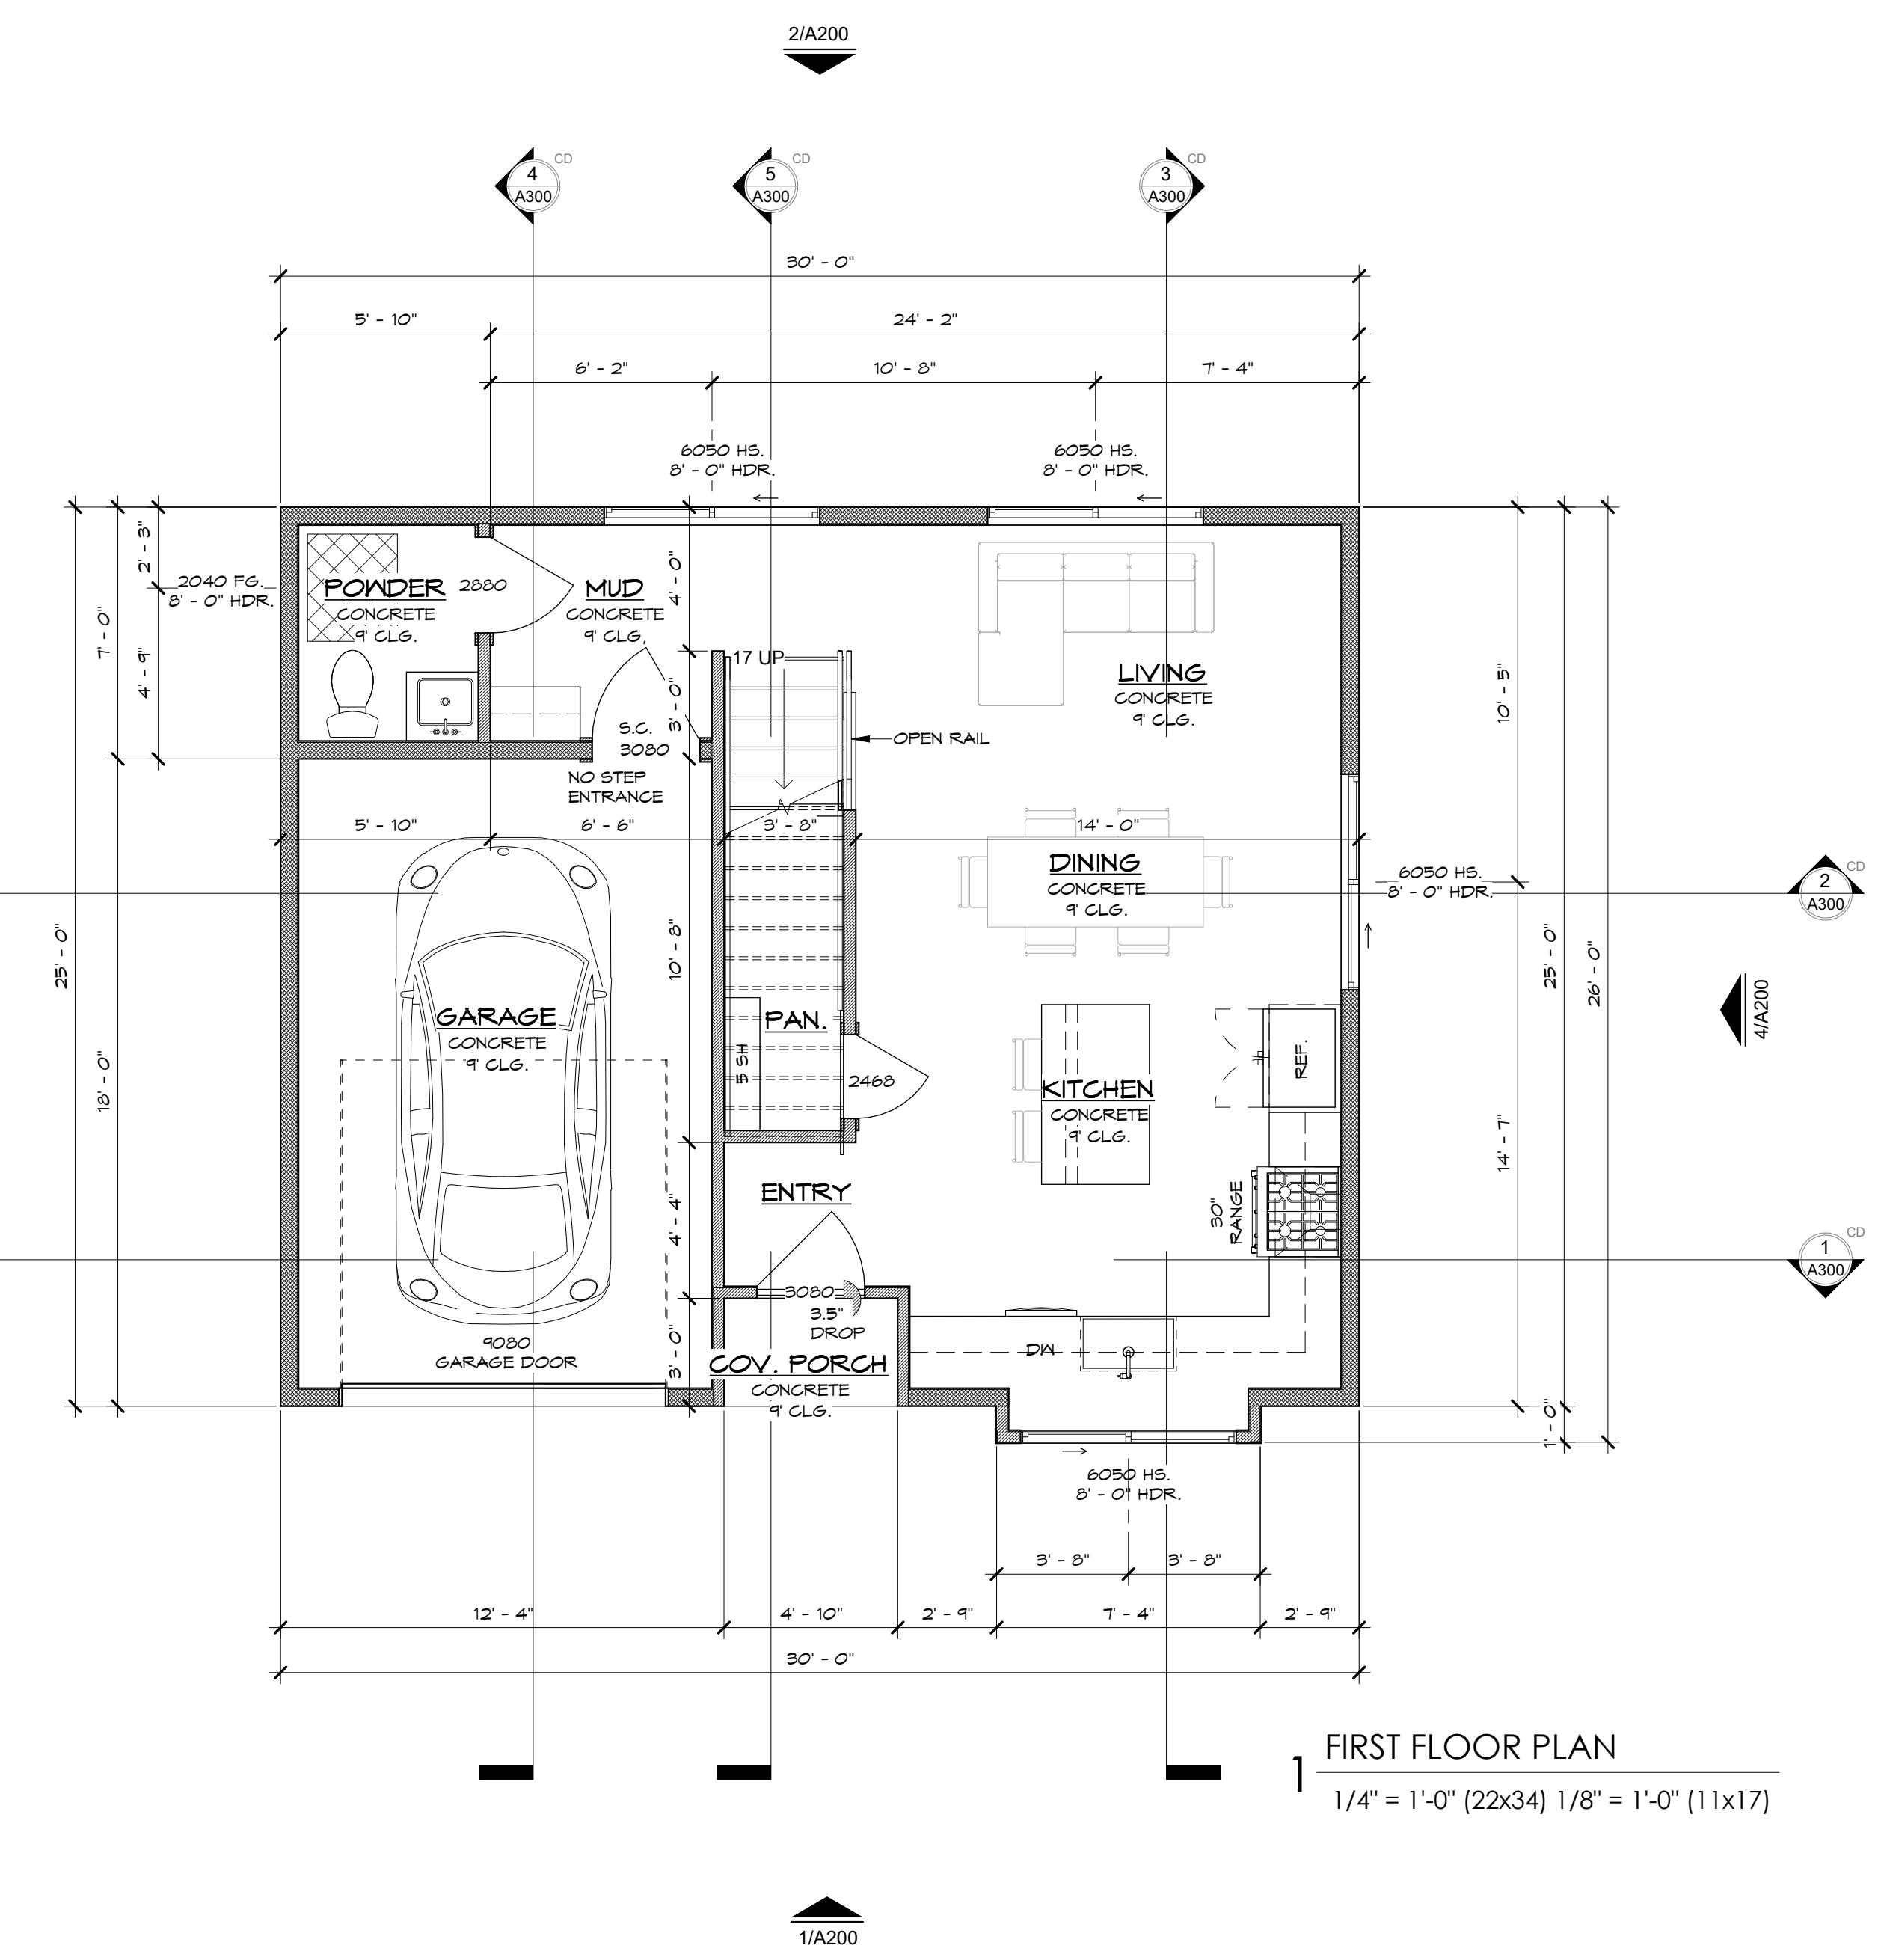 2/A200
4
A300
CD
5
A300
CD
3
A300
CD
30' - 0"
5' - 10"
24' - 2"
6' - 2"
10' - 8"
7' - 4"
6050 HS.
8' - 0" HDR.
6050 HS.
8' - 0" HDR.
2' - 3"
4' - 9"
7' - 0"
25' - 0"
18' - 0"
2040 FG.
8' - 0" HDR.
POWDER
CONCRETE
9' CLG.
2880
MUD
CONCRETE
9' CLG.
4' - 0"
3' - 0"
17 UP
LIVING
CONCRETE
9' CLG.
OPEN RAIL
S.C.
3080
NO STEP
ENTRANCE
5' - 10"
6' - 6"
3' - 8"
14' - 0"
DINING
CONCRETE
9' CLG.
6050 HS.
8' - 0" HDR.
10' - 5"
14' - 7"
25' - 0"
26' - 0"
1' - 0"
2
A300
CD
4/A200
10' - 8"
GARAGE
CONCRETE
9' CLG.
PAN.
5 SH
2468
KITCHEN
CONCRETE
9' CLG.
REF.
30"
RANGE
ENTRY
4' - 4"
3080
3.5"
DROP
1
A300
CD
3' - 0"
9080
GARAGE DOOR
COV. PORCH
CONCRETE
9' CLG.
DW
6050 HS.
8' - 0" HDR.
3' - 8"
3' - 8"
12' - 4"
4' - 10"
2' - 9"
7' - 4"
2' - 9"
30' - 0"
1
FIRST FLOOR PLAN
1/4" = 1'-0" (22x34) 1/8" = 1'-0" (11x17)
1/A200